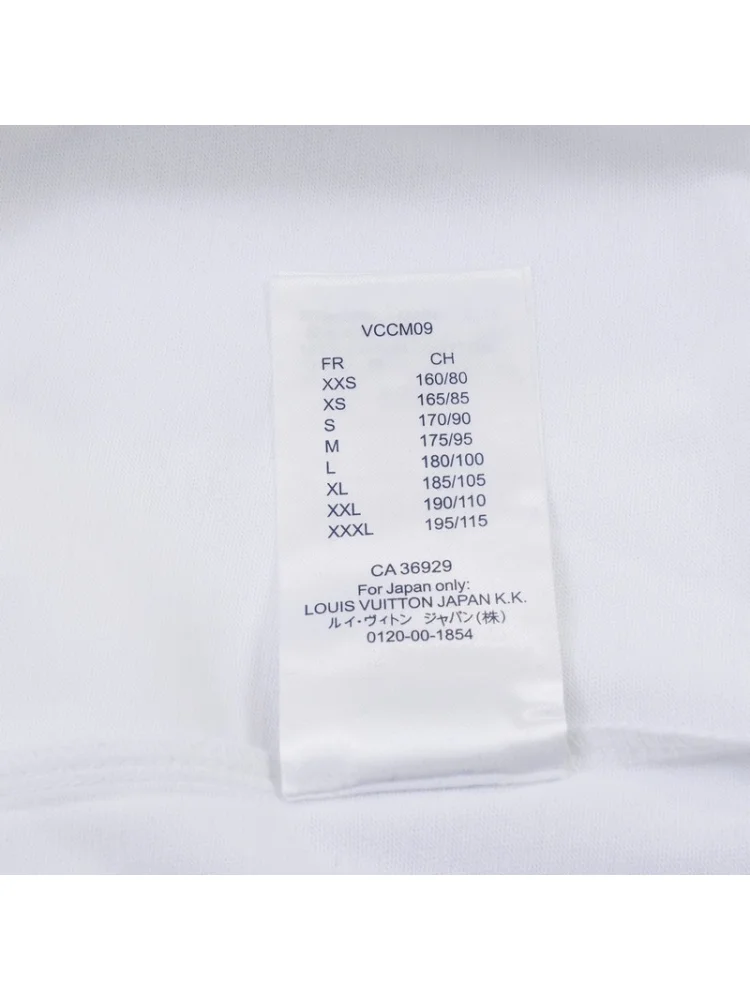 VCCM09
FR CH
XXS 160/80
XS 165/85
S 170/90
M 175/95
L 180/100
XL 185/105
XXL 190/110
XXXL 195/115
CA 36929
For Japan only:
LOUIS VUITTON JAPAN K.K.
ルイ・ヴィトン ジャパン(株)
0120-00-1854